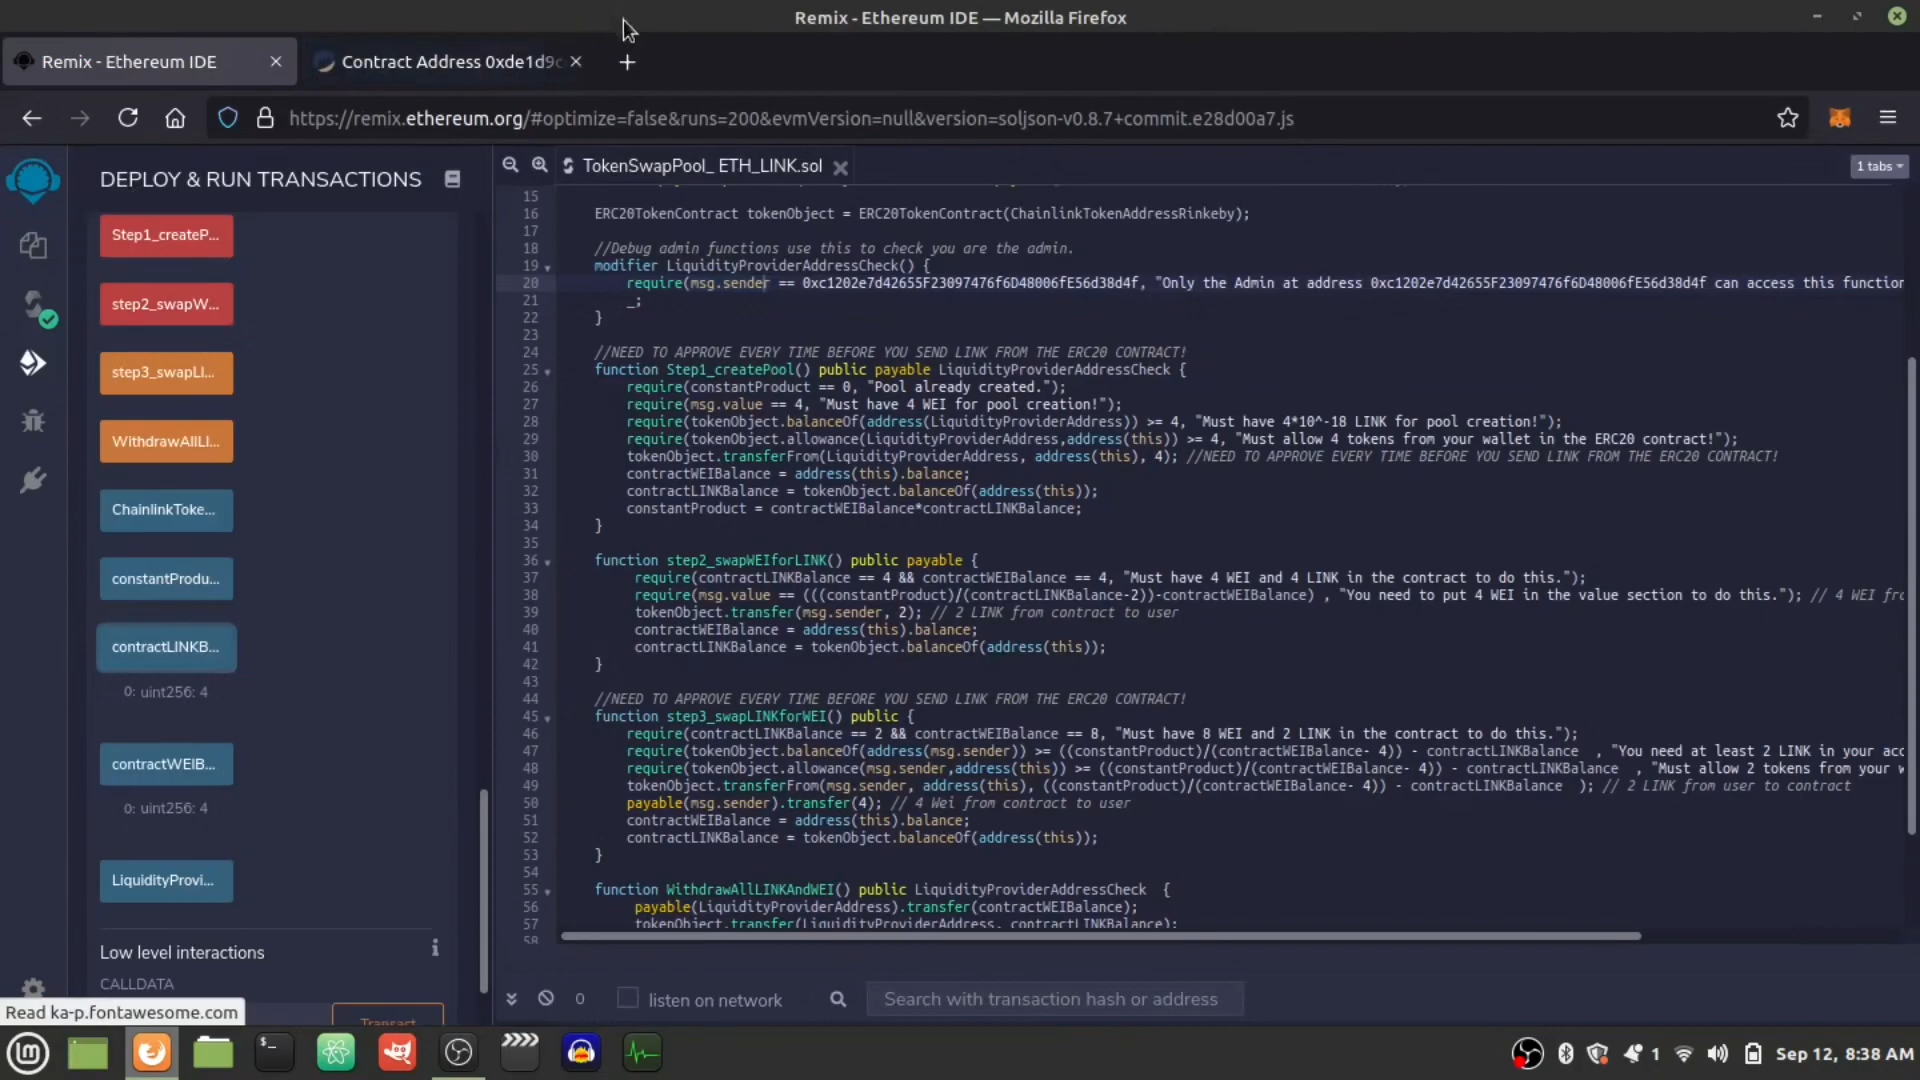 Remix - Ethereum IDE — Mozilla Firefox
Remix - Ethereum IDE
Contract Address 0xde1d9c
https://remix.ethereum.org/#optimize=false&runs=200&evmVersion=null&version=soljson-v0.8.7+commit.e28d00a7.js
DEPLOY & RUN TRANSACTIONS
TokenSwapPool_ ETH_LINK.sol
1 tabs
Step1_createP...
step2_swapW...
step3_swapLI...
WithdrawAllLI...
ChainlinkToke...
constantProdu...
contractLINKB...
0: uint256: 4
contractWEIB...
0: uint256: 4
LiquidityProvi...
Low level interactions
CALLDATA
Transact
Read ka-p.fontawesome.com
15
16 ERC20TokenContract tokenObject = ERC20TokenContract(ChainlinkTokenAddressRinkeby);
17
18 //Debug admin functions use this to check you are the admin.
19 modifier LiquidityProviderAddressCheck() {
20 require(msg.sender == 0xc1202e7d42655F23097476f6D48006fE56d38d4f, "Only the Admin at address 0xc1202e7d42655F23097476f6D48006fE56d38d4f can access this function
21 _;
22 }
23
24 //NEED TO APPROVE EVERY TIME BEFORE YOU SEND LINK FROM THE ERC20 CONTRACT!
25 function Step1_createPool() public payable LiquidityProviderAddressCheck {
26 require(constantProduct == 0, "Pool already created.");
27 require(msg.value == 4, "Must have 4 WEI for pool creation!");
28 require(tokenObject.balanceOf(address(LiquidityProviderAddress)) >= 4, "Must have 4*10^-18 LINK for pool creation!");
29 require(tokenObject.allowance(LiquidityProviderAddress,address(this)) >= 4, "Must allow 4 tokens from your wallet in the ERC20 contract!");
30 tokenObject.transferFrom(LiquidityProviderAddress, address(this), 4); //NEED TO APPROVE EVERY TIME BEFORE YOU SEND LINK FROM THE ERC20 CONTRACT!
31 contractWEIBalance = address(this).balance;
32 contractLINKBalance = tokenObject.balanceOf(address(this));
33 constantProduct = contractWEIBalance*contractLINKBalance;
34 }
35
36 function step2_swapWEIforLINK() public payable {
37 require(contractLINKBalance == 4 && contractWEIBalance == 4, "Must have 4 WEI and 4 LINK in the contract to do this.");
38 require(msg.value == (((constantProduct)/(contractLINKBalance-2))-contractWEIBalance) , "You need to put 4 WEI in the value section to do this."); // 4 WEI fro
39 tokenObject.transfer(msg.sender, 2); // 2 LINK from contract to user
40 contractWEIBalance = address(this).balance;
41 contractLINKBalance = tokenObject.balanceOf(address(this));
42 }
43
44 //NEED TO APPROVE EVERY TIME BEFORE YOU SEND LINK FROM THE ERC20 CONTRACT!
45 function step3_swapLINKforWEI() public {
46 require(contractLINKBalance == 2 && contractWEIBalance == 8, "Must have 8 WEI and 2 LINK in the contract to do this.");
47 require(tokenObject.balanceOf(address(msg.sender)) >= ((constantProduct)/(contractWEIBalance- 4)) - contractLINKBalance , "You need at least 2 LINK in your acc
48 require(tokenObject.allowance(msg.sender,address(this)) >= ((constantProduct)/(contractWEIBalance- 4)) - contractLINKBalance , "Must allow 2 tokens from your w
49 tokenObject.transferFrom(msg.sender, address(this), ((constantProduct)/(contractWEIBalance- 4)) - contractLINKBalance ); // 2 LINK from user to contract
50 payable(msg.sender).transfer(4); // 4 Wei from contract to user
51 contractWEIBalance = address(this).balance;
52 contractLINKBalance = tokenObject.balanceOf(address(this));
53 }
54
55 function WithdrawAllLINKAndWEI() public LiquidityProviderAddressCheck {
56 payable(LiquidityProviderAddress).transfer(contractWEIBalance);
57 tokenObject.transfer(LiquidityProviderAddress, contractLINKBalance);
58
0
listen on network
Search with transaction hash or address
1
Sep 12, 8:38 AM